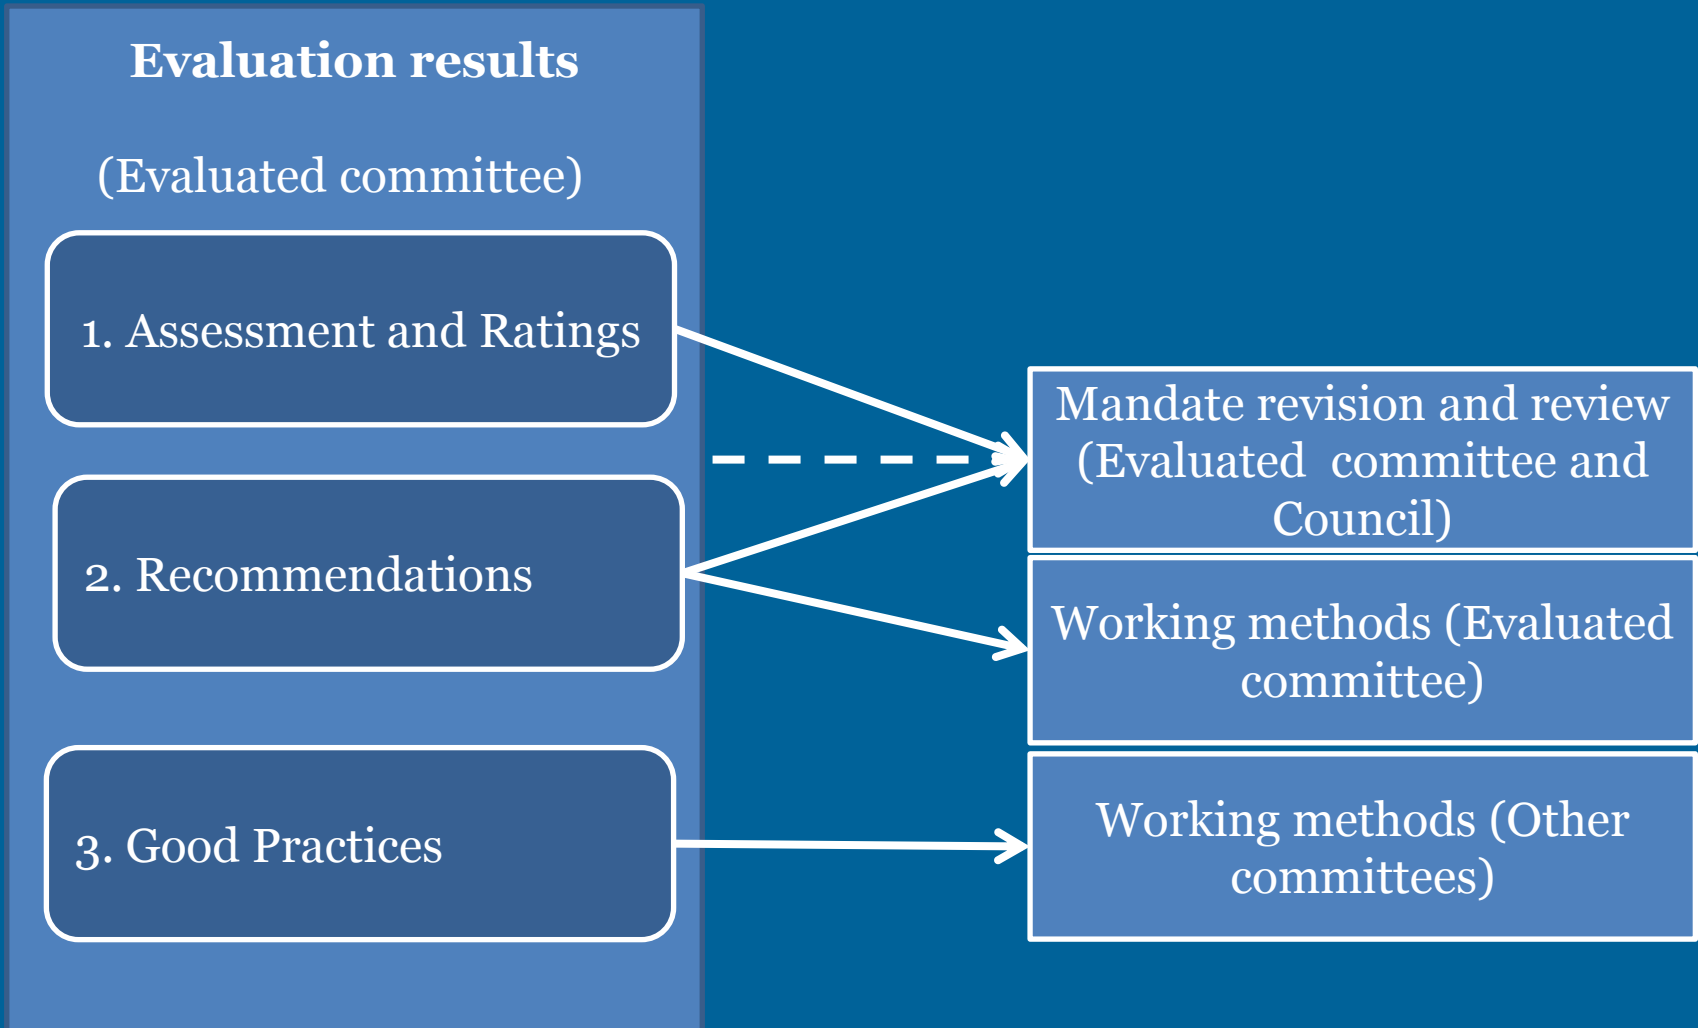 Evaluation results
(Evaluated committee)
1. Assessment and Ratings
2. Recommendations
3. Good Practices
Mandate revision and review
(Evaluated  committee and
Council)
Working methods (Evaluated
committee)
Working methods (Other
committees)